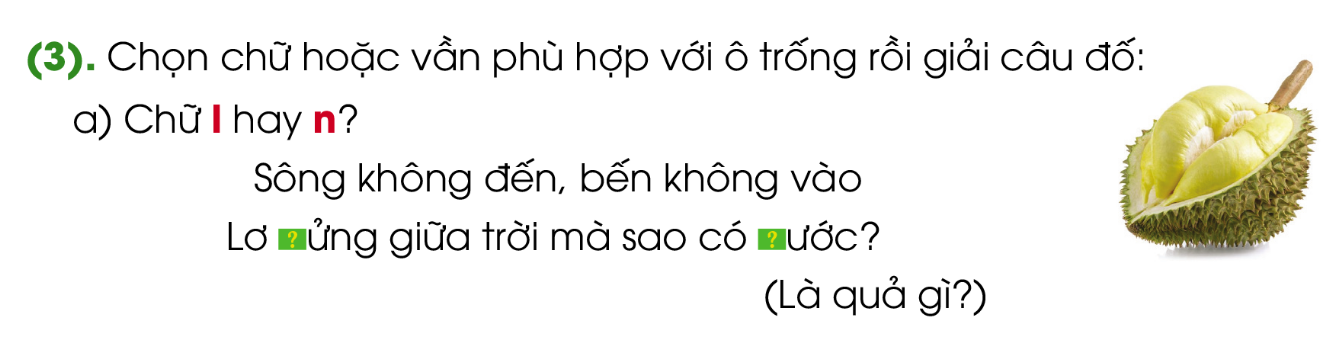 (3). Chọn chữ hoặc vần phù hợp với ô trống rồi giải câu đố:
a) Chữ l hay n?
Sông không đến, bến không vào
Lơ ?ửng giữa trời mà sao có ?ước?
(Là quả gì?)